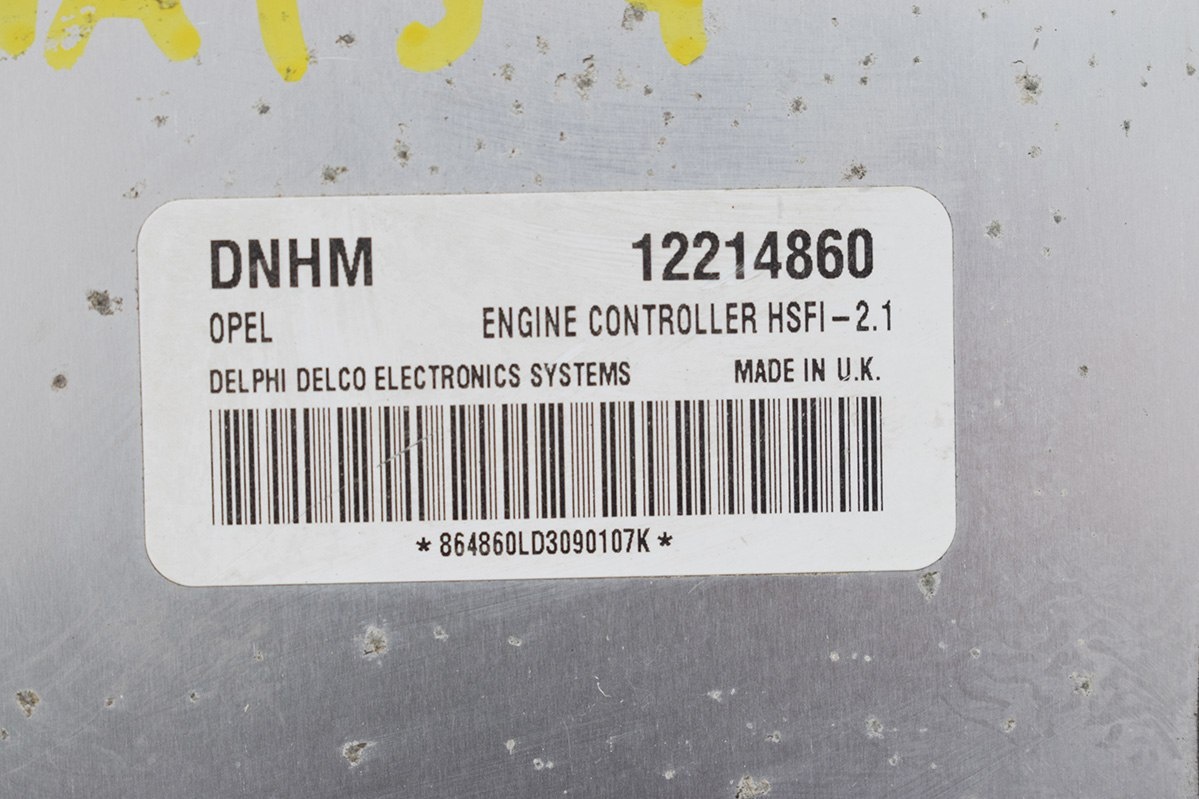 DNHM 12214860
OPEL ENGINE CONTROLLER HSFI-2.1
DELPHI DELCO ELECTRONICS SYSTEMS MADE IN U.K.
*864860LD3090107K*